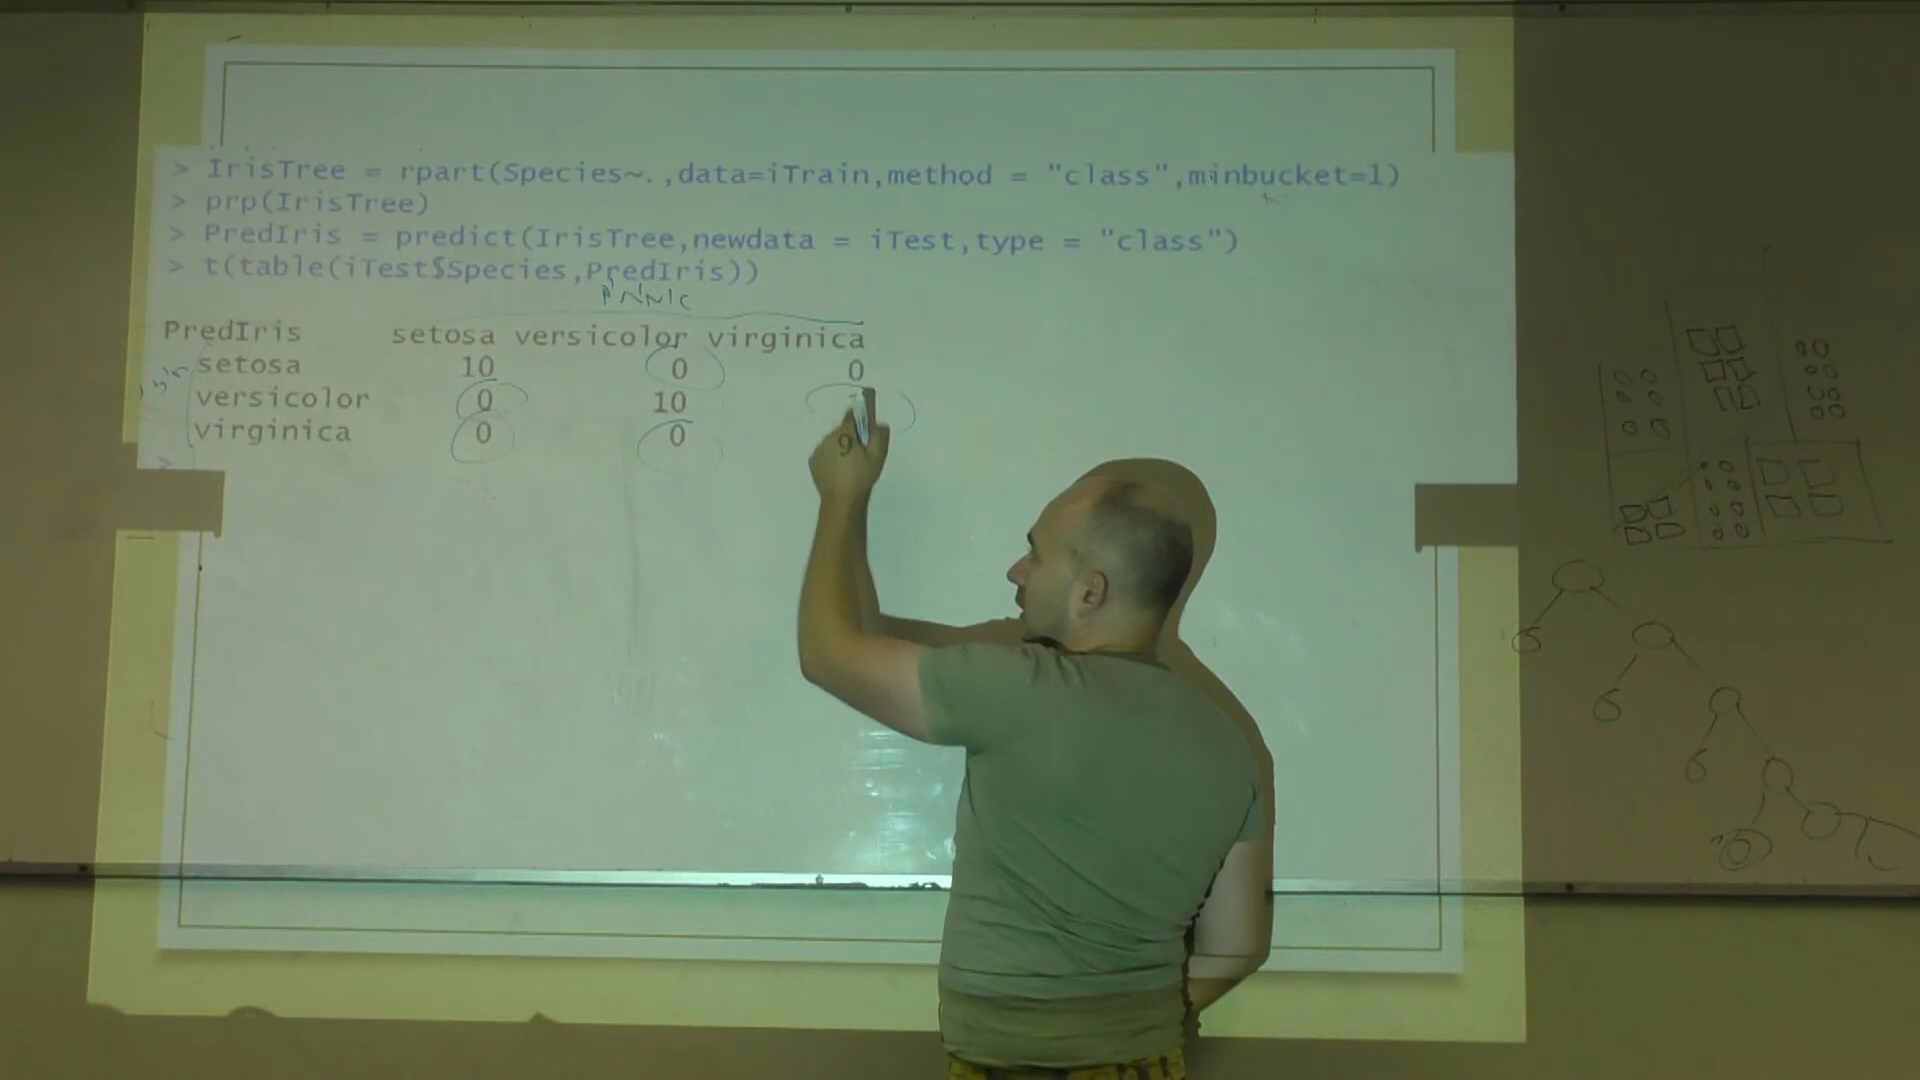 > IrisTree = rpart(Species~.,data=iTrain,method = "class",minbucket=1)
> prp(IrisTree)
> PredIris = predict(IrisTree,newdata = iTest,type = "class")
> t(table(iTest$Species,PredIris))
PredIris setosa versicolor virginica
setosa 10 0 0
versicolor 0 10
virginica 0 0 9
>